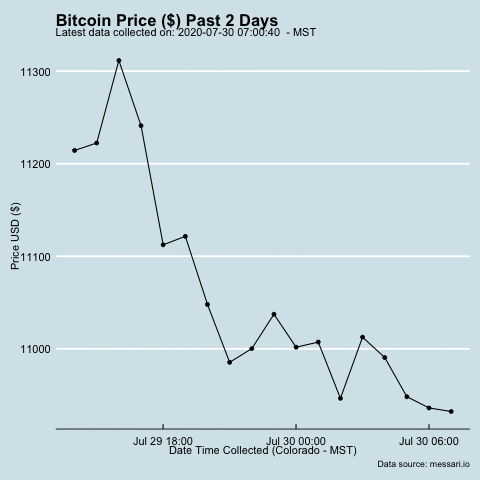 Bitcoin Price ($) Past 2 Days
Latest data collected on: 2020-07-30 07:00:40  - MST
11300
11200
11100
11000
Price USD ($)
Jul 29 18:00
Jul 30 00:00
Jul 30 06:00
Date Time Collected (Colorado - MST)
Data source: messari.io